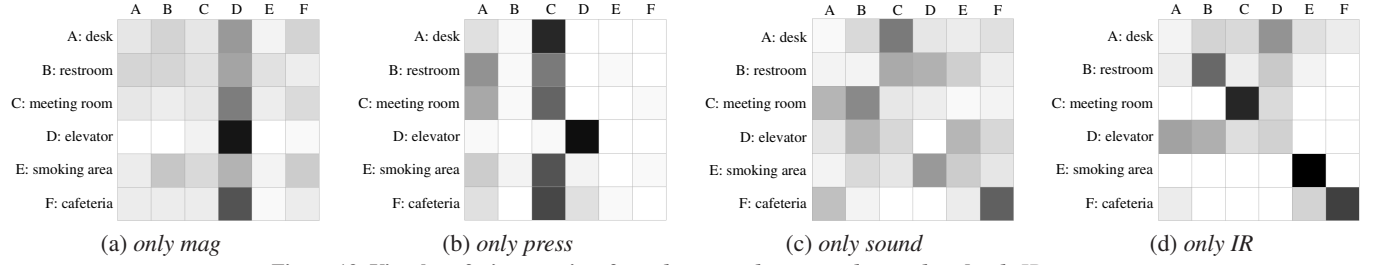 A B C D E F
A: desk
B: restroom
C: meeting room
D: elevator
E: smoking area
F: cafeteria
(a) only mag
A B C D E F
A: desk
B: restroom
C: meeting room
D: elevator
E: smoking area
F: cafeteria
(b) only press
A B C D E F
A: desk
B: restroom
C: meeting room
D: elevator
E: smoking area
F: cafeteria
(c) only sound
A B C D E F
A: desk
B: restroom
C: meeting room
D: elevator
E: smoking area
F: cafeteria
(d) only IR